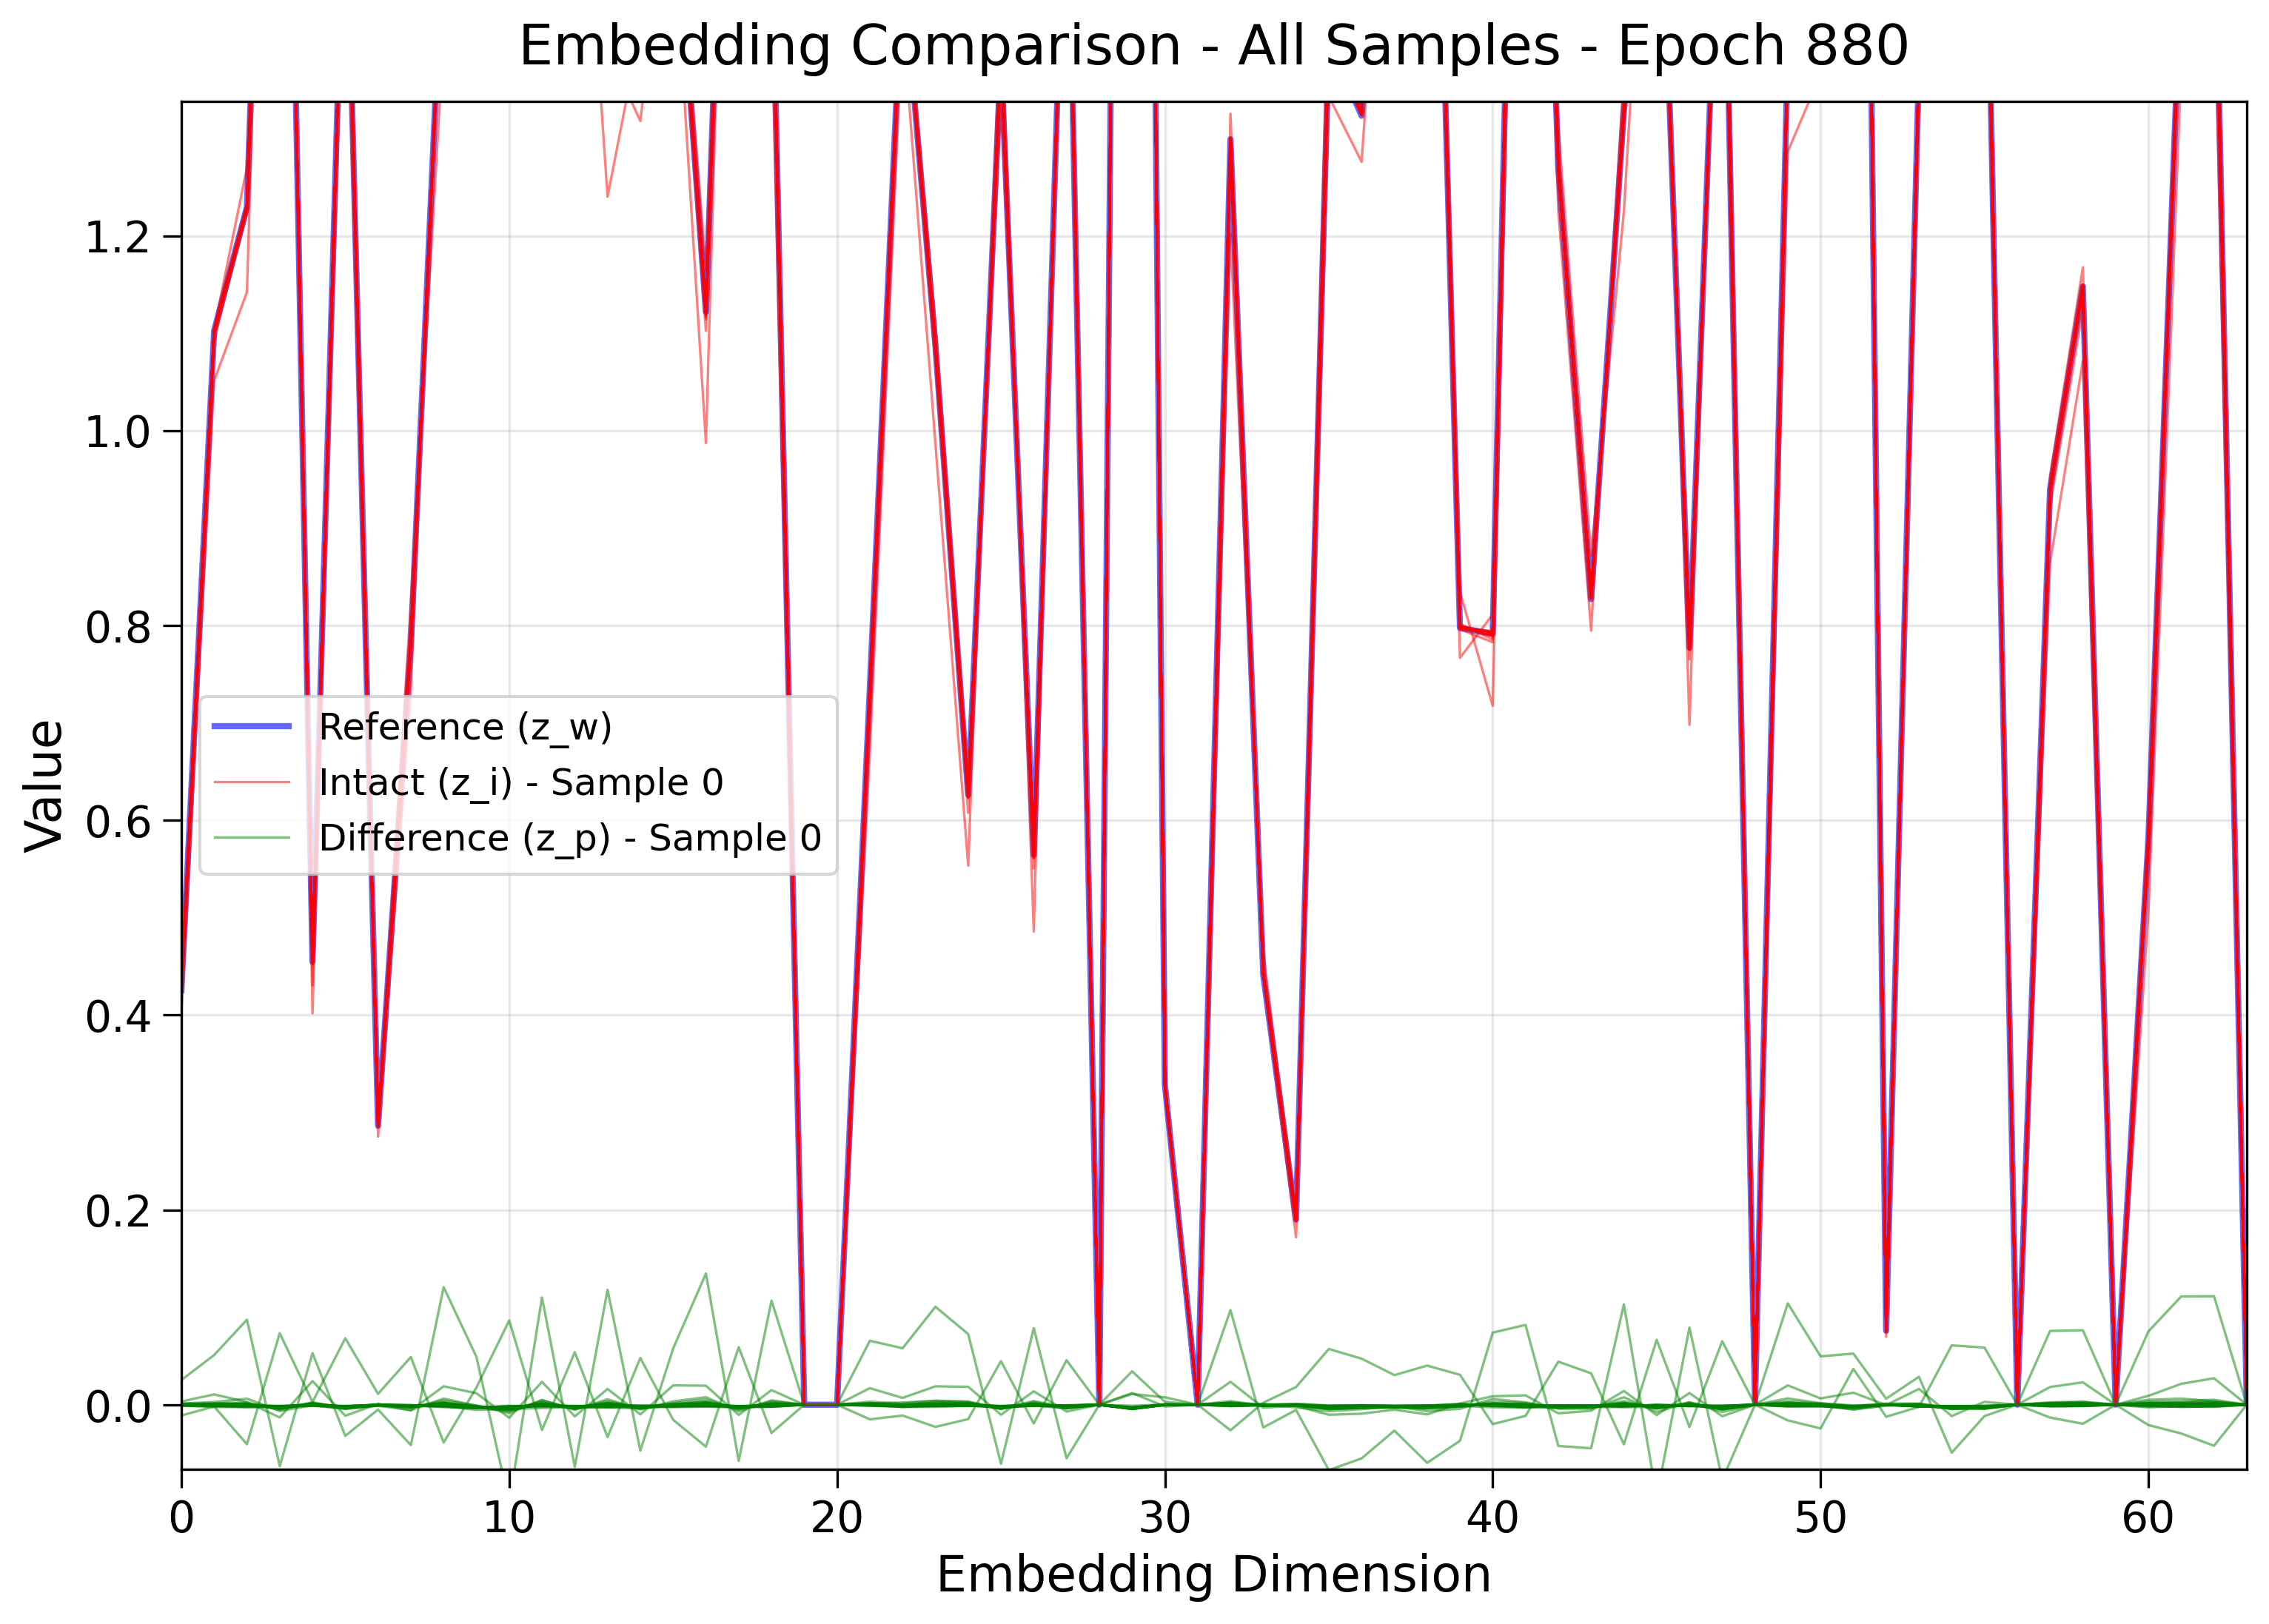 Embedding Comparison - All Samples - Epoch 880
Value
1.2
1.0
0.8
0.6
0.4
0.2
0.0
Reference (z_w)
Intact (z_i) - Sample 0
Difference (z_p) - Sample 0
0 10 20 30 40 50 60
Embedding Dimension